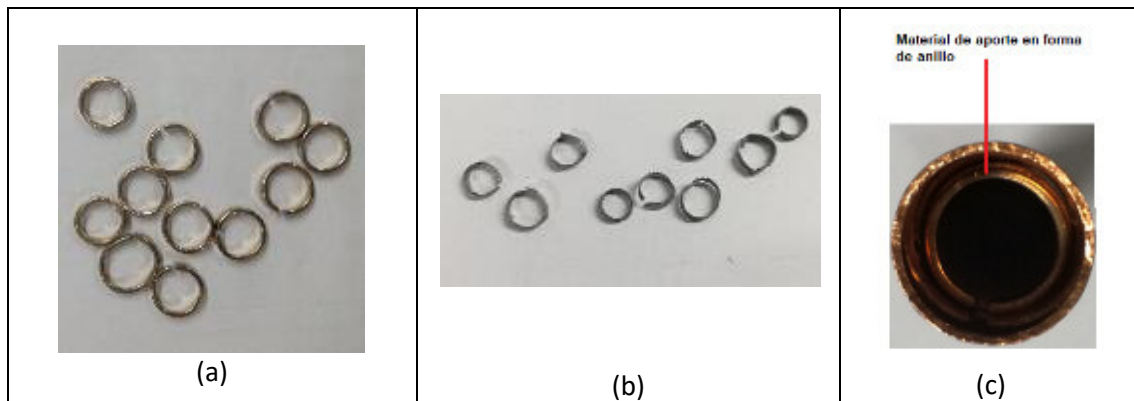 Material de aporte en forma
de anillo
(a)
(b)
(c)